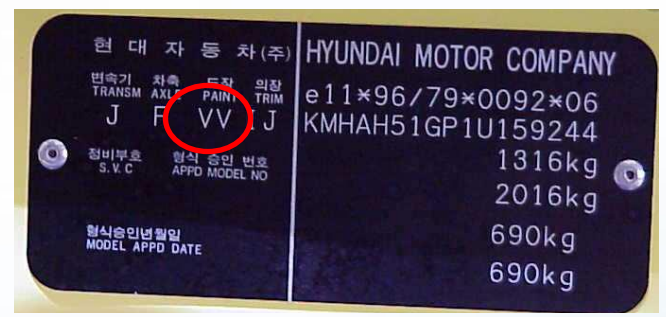 현 대 자 동 차 (주)
변속기 차축 도장 의장
TRANSM AXLE PAINT TRIM
J F VV IJ
정비부호 형식 승인 번호
S.V.C APPD MODEL NO
형식승인년월일
MODEL APPD DATE
HYUNDAI MOTOR COMPANY
e11*96/79*0092*06
KMHAH51GP1U159244
1316kg
2016kg
690kg
690kg